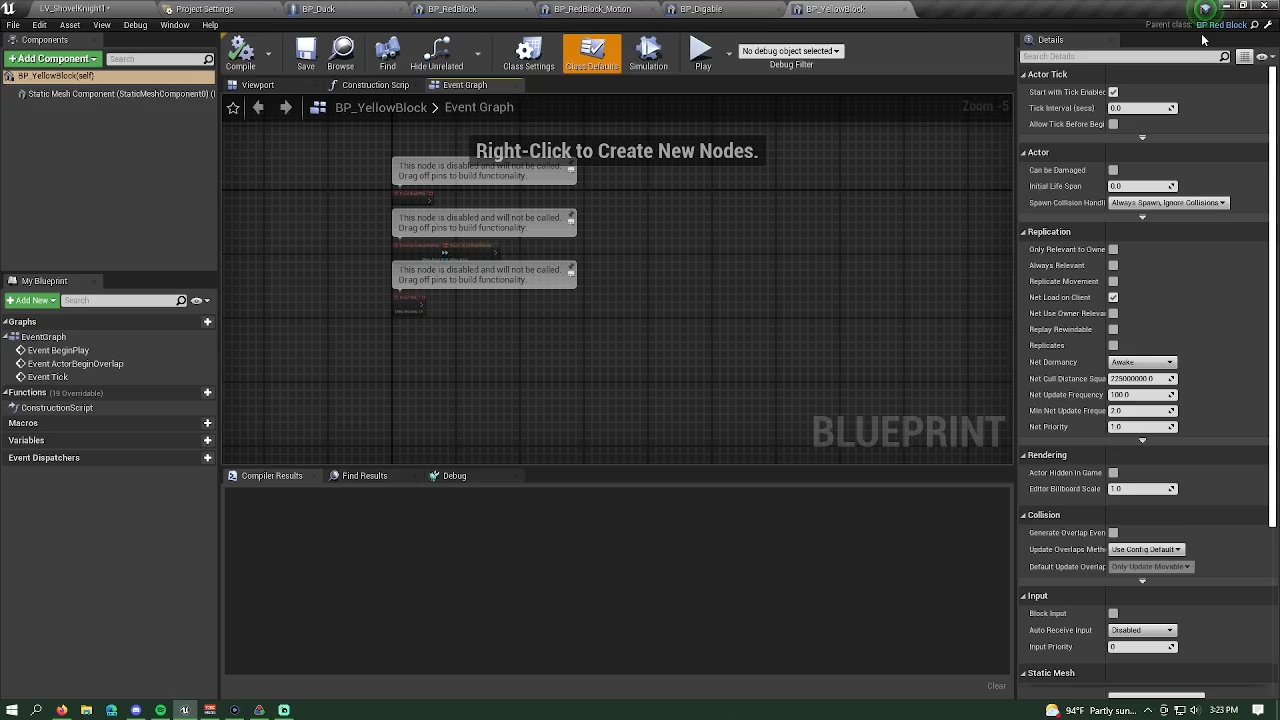 LV_ShovelKnight1*
Project Settings
BP_Duck
BP_RedBlock
BP_RedBlock_Motion
BP_Digable
BP_YellowBlock
File
Edit
Asset
View
Debug
Window
Help
Parent class: BP Red Block
Components
+Add Component
Search
BP_YellowBlock(self)
Static Mesh Component (StaticMeshComponent0) (
Compile
Save
Browse
Find
Hide Unrelated
Class Settings
Class Defaults
Simulation
Play
No debug object selected
Debug Filter
Viewport
Construction Scrip
Event Graph
BP_YellowBlock > Event Graph
Zoom -5
Right-Click to Create New Nodes.
This node is disabled and will not be called.
Drag off pins to build functionality.
Event BeginPlay
This node is disabled and will not be called.
Drag off pins to build functionality.
This node is disabled and will not be called.
Drag off pins to build functionality.
Event Tick
Delta Seconds
BLUEPRINT
My Blueprint
+Add New
Search
Graphs
EventGraph
Event BeginPlay
Event ActorBeginOverlap
Event Tick
Functions (19 Overridable)
ConstructionScript
Macros
Variables
Event Dispatchers
Compiler Results
Find Results
Debug
Clear
Details
Search Details
Actor Tick
Start with Tick Enabled
Tick Interval (secs) 0.0
Allow Tick Before Begi
Actor
Can be Damaged
Initial Life Span 0.0
Spawn Collision Handli Always Spawn, Ignore Collisions
Replication
Only Relevant to Owne
Always Relevant
Replicate Movement
Net Load on Client
Net Use Owner Releva
Replay Rewindable
Replicates
Net Dormancy Awake
Net Cull Distance Squa 225000000.0
Net Update Frequency 100.0
Min Net Update Freque 2.0
Net Priority 1.0
Rendering
Actor Hidden In Game
Editor Billboard Scale 1.0
Collision
Generate Overlap Even
Update Overlaps Meth Use Config Default
Default Update Overlap Only Update Movable
Input
Block Input
Auto Receive Input Disabled
Input Priority 0
Static Mesh
94°F Partly sun...
3:23 PM